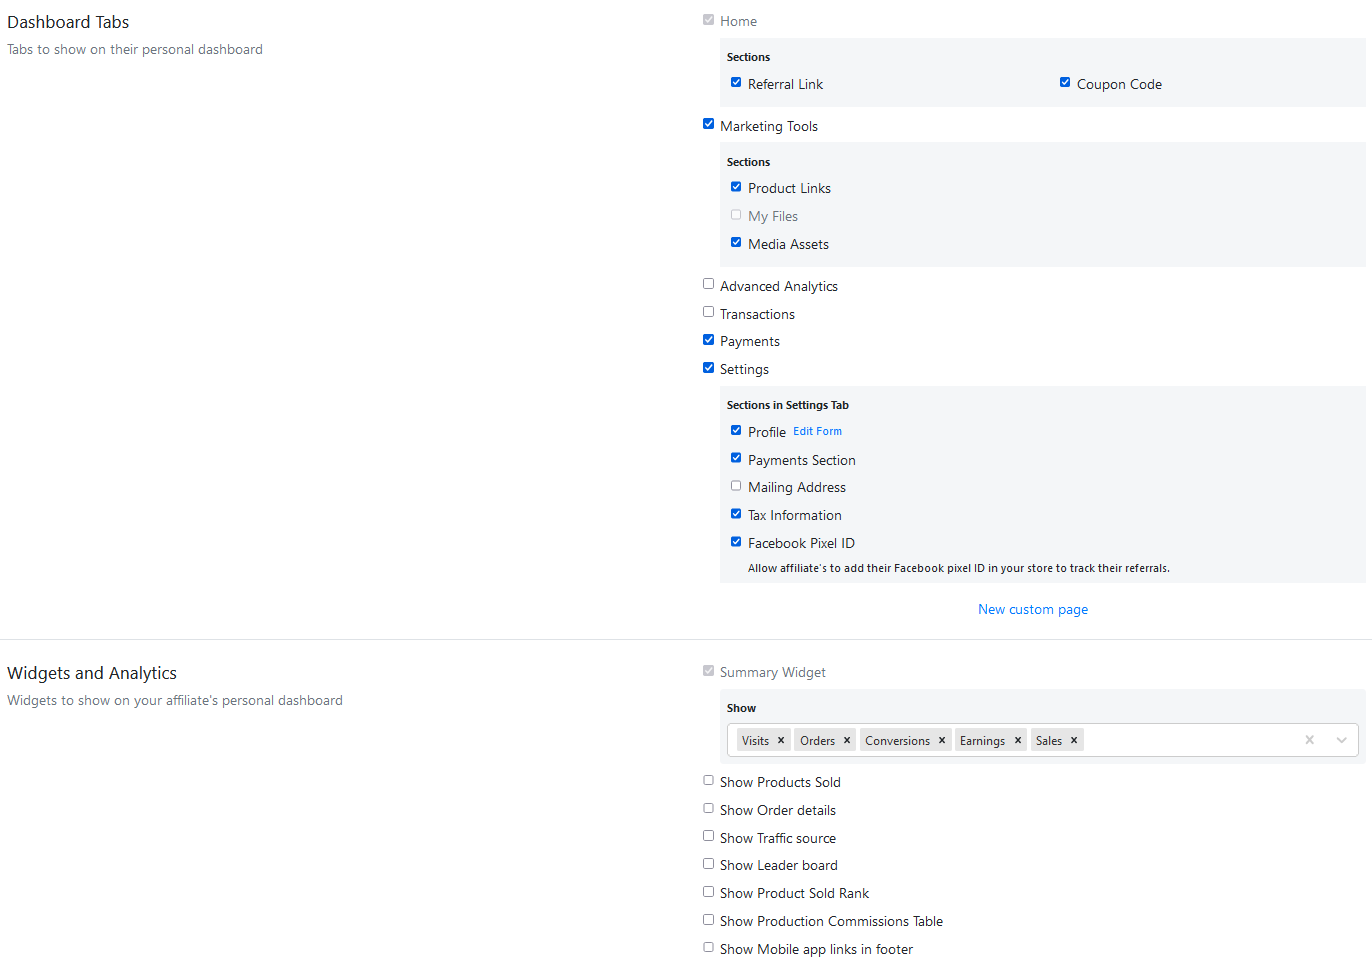 Dashboard Tabs
Tabs to show on their personal dashboard
Home
Sections
Referral Link
Coupon Code
Marketing Tools
Sections
Product Links
My Files
Media Assets
Advanced Analytics
Transactions
Payments
Settings
Sections in Settings Tab
Profile Edit Form
Payments Section
Mailing Address
Tax Information
Facebook Pixel ID
Allow affiliate's to add their Facebook pixel ID in your store to track their referrals.
New custom page
Widgets and Analytics
Widgets to show on your affiliate's personal dashboard
Summary Widget
Show
Visits × Orders × Conversions × Earnings × Sales ×
Show Products Sold
Show Order details
Show Traffic source
Show Leader board
Show Product Sold Rank
Show Production Commissions Table
Show Mobile app links in footer